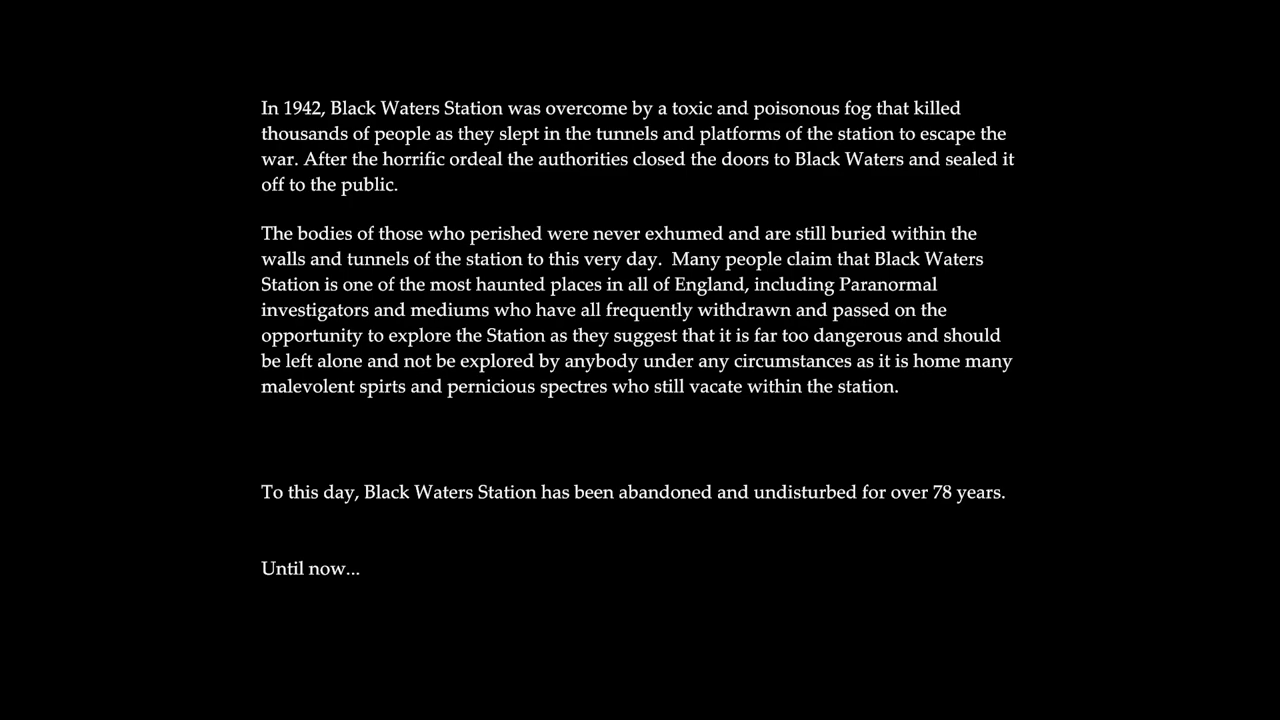 In 1942, Black Waters Station was overcome by a toxic and poisonous fog that killed
thousands of people as they slept in the tunnels and platforms of the station to escape the
war. After the horrific ordeal the authorities closed the doors to Black Waters and sealed it
off to the public.
The bodies of those who perished were never exhumed and are still buried within the
walls and tunnels of the station to this very day.  Many people claim that Black Waters
Station is one of the most haunted places in all of England, including Paranormal
investigators and mediums who have all frequently withdrawn and passed on the
opportunity to explore the Station as they suggest that it is far too dangerous and should
be left alone and not be explored by anybody under any circumstances as it is home many
malevolent spirts and pernicious spectres who still vacate within the station.
To this day, Black Waters Station has been abandoned and undisturbed for over 78 years.
Until now...